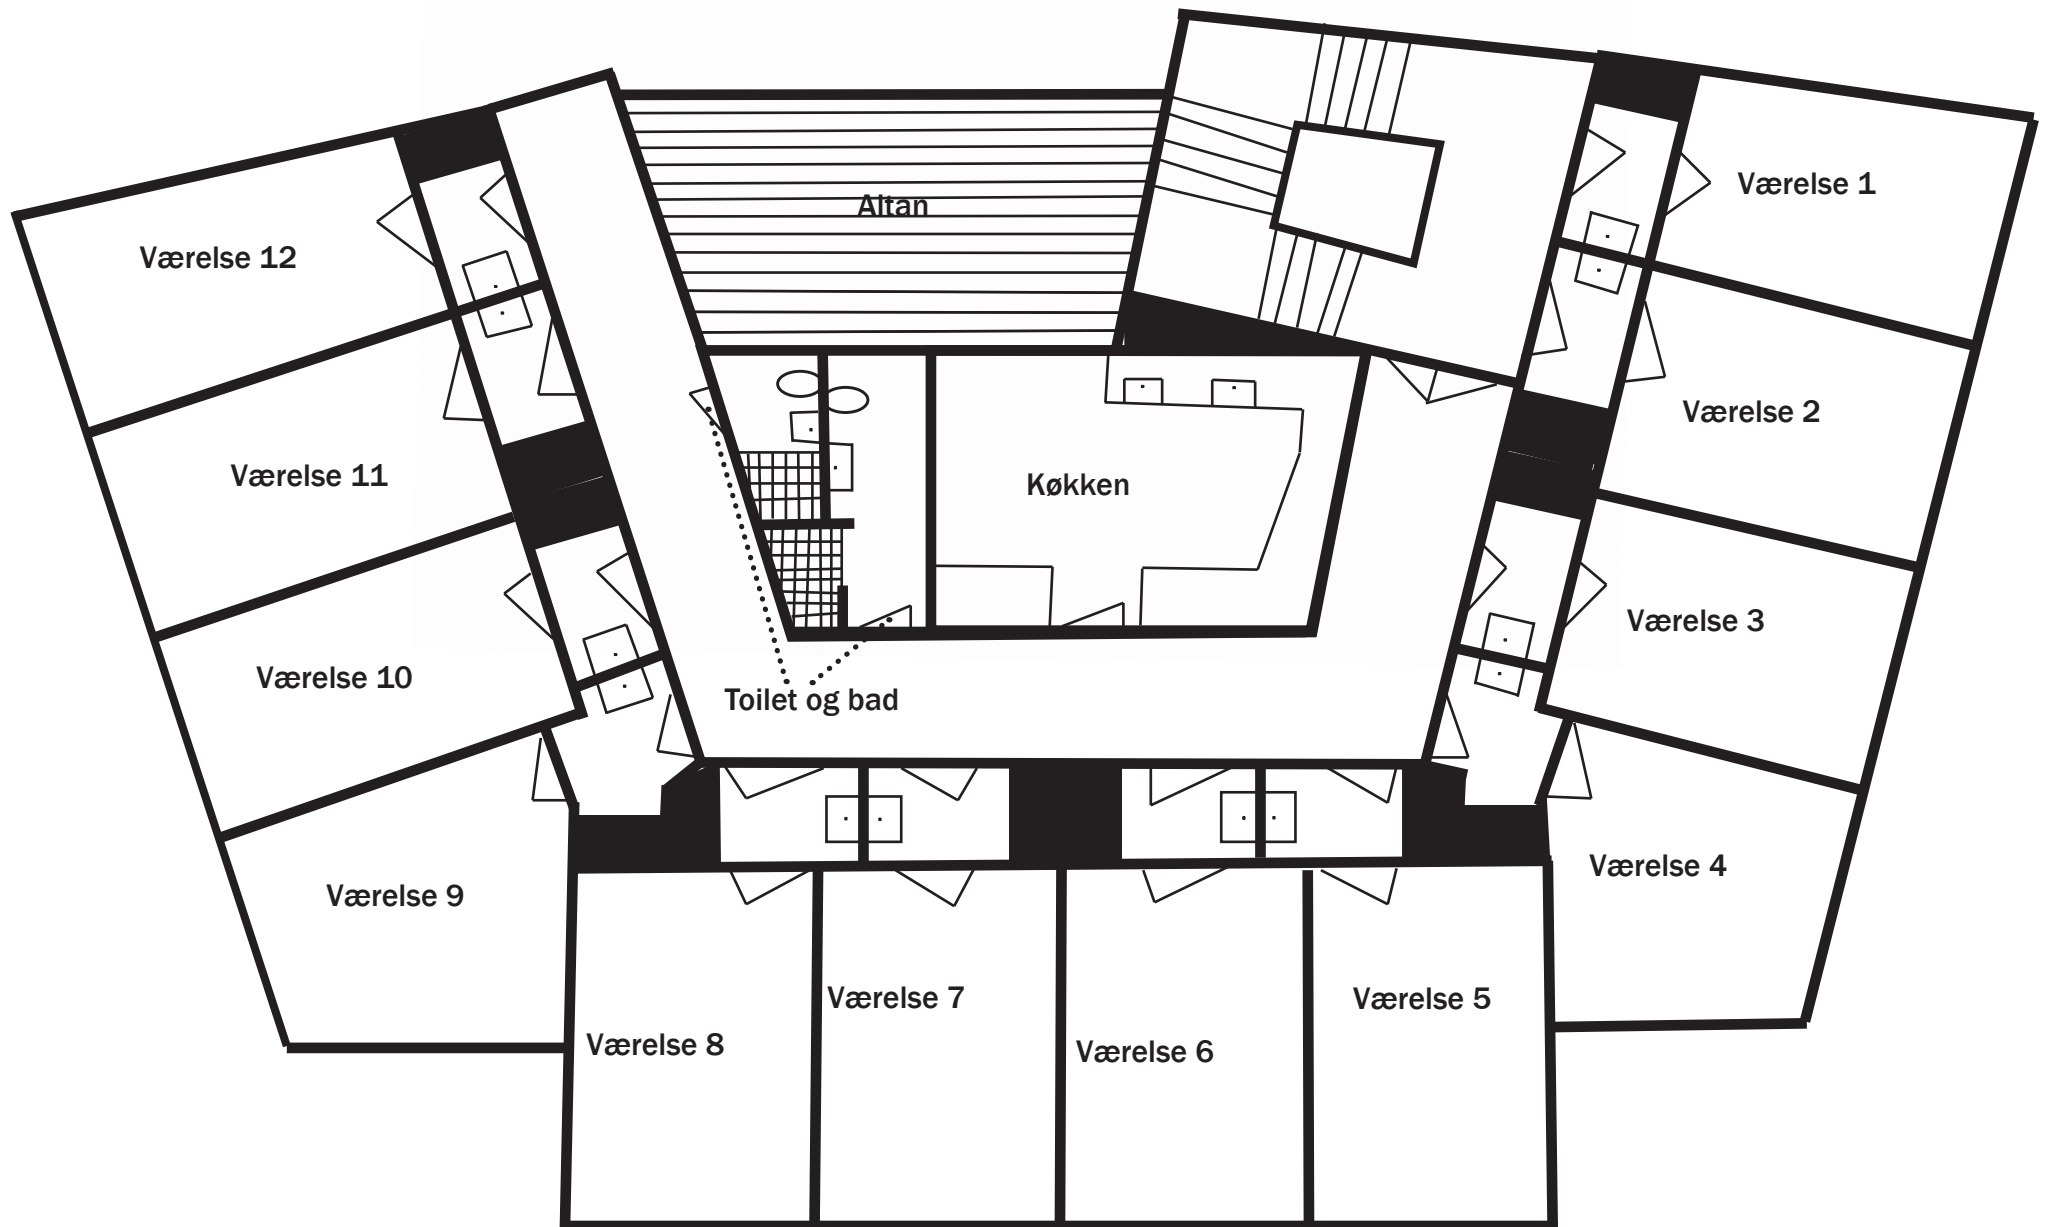 Altan
Værelse 1
Værelse 12
Værelse 2
Værelse 11
Køkken
Værelse 3
Værelse 10
Toilet og bad
Værelse 4
Værelse 9
Værelse 7
Værelse 5
Værelse 8
Værelse 6